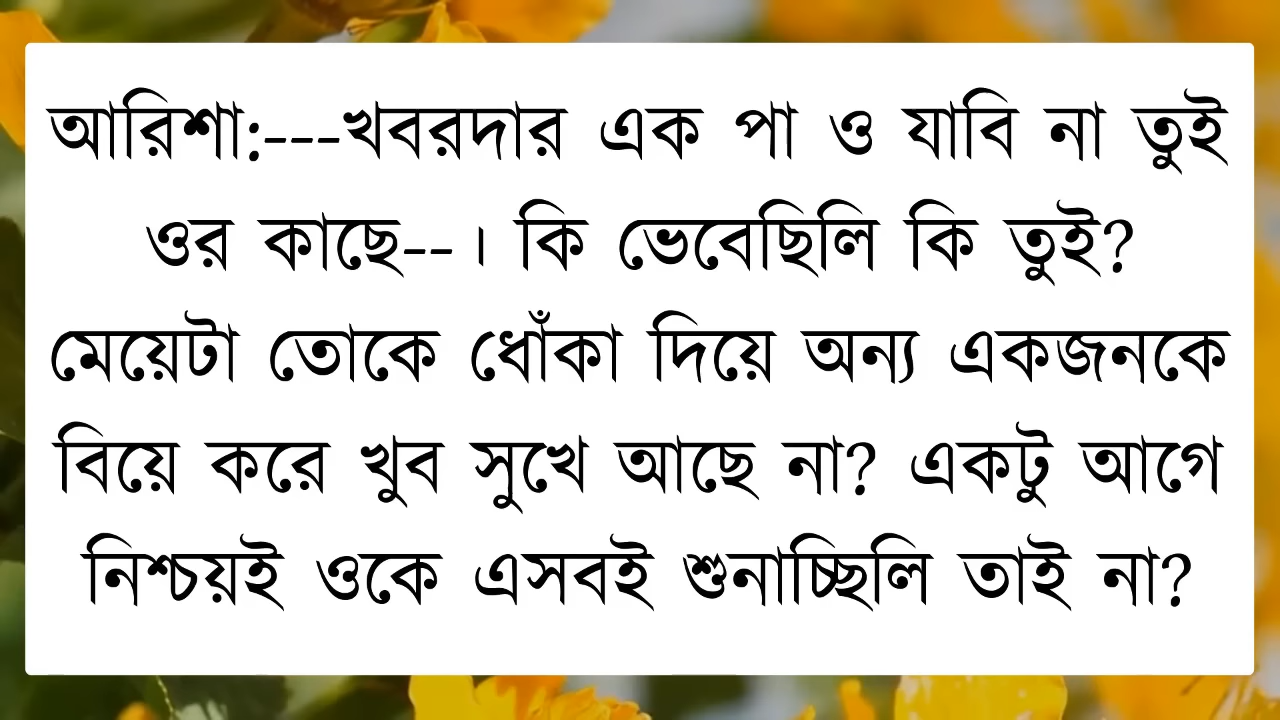 আরিশা:---খবরদার এক পা ও যাবি না তুই
ওর কাছে--। কি ভেবেছিলি কি তুই?
মেয়েটা তোকে ধোঁকা দিয়ে অন্য একজনকে
বিয়ে করে খুব সুখে আছে না? একটু আগে
নিশ্চয়ই ওকে এসবই শুনাচ্ছিলি তাই না?